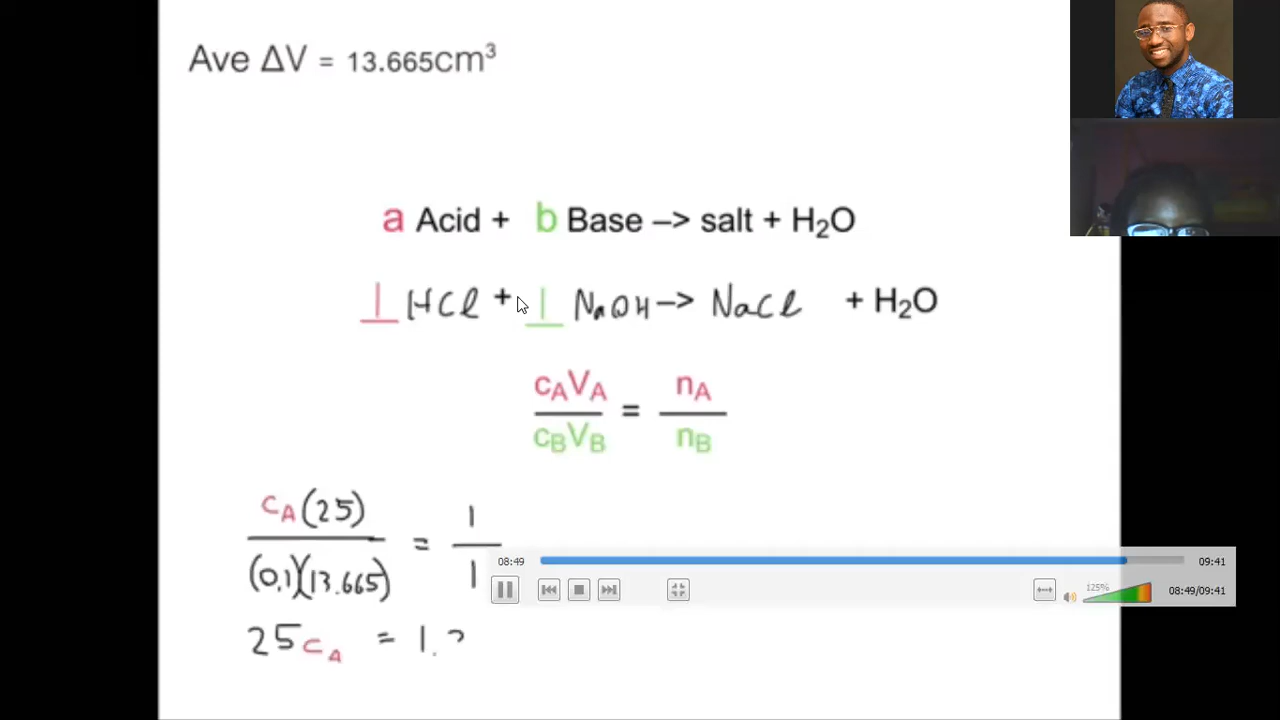 Ave ΔV = 13.665cm³
a Acid + b Base –> salt + H₂O
1 HCl + 1 NaOH –> NaCl + H₂O
cAVA / cBVB = nA / nB
cA(25) / (0,1)(13.665) = 1 / 1
25cA = 1.
08:49
09:41
125%
08:49/09:41